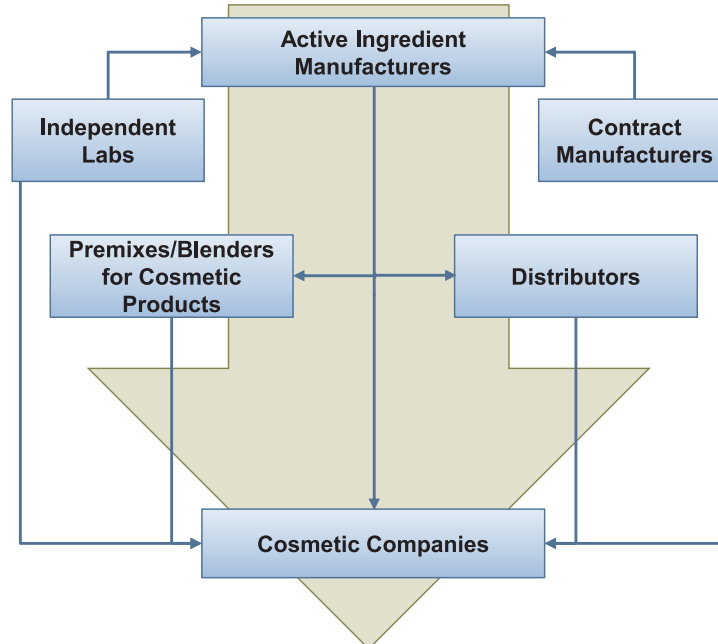 Active Ingredient
Manufacturers
Independent
Labs
Contract
Manufacturers
Premixes/Blenders
for Cosmetic
Products
Distributors
Cosmetic Companies